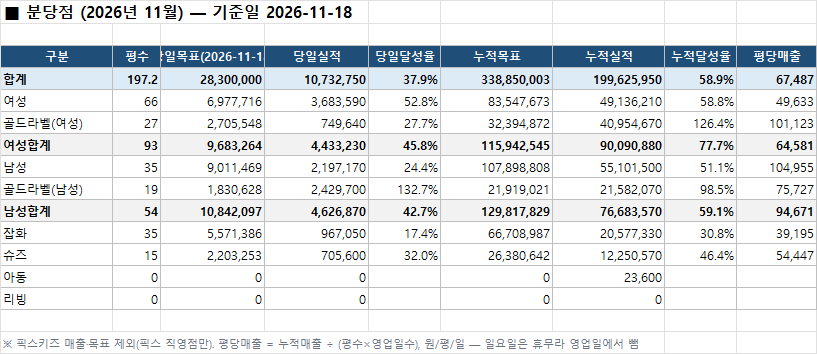 ■ 분당점 (2026년 11월) — 기준일 2026-11-18
구분 평수 당일목표(2026-11-1 당일실적 당일달성율 누적목표 누적실적 누적달성율 평당매출
합계 197.2 28,300,000 10,732,750 37.9% 338,850,003 199,625,950 58.9% 67,487
여성 66 6,977,716 3,683,590 52.8% 83,547,673 49,136,210 58.8% 49,633
골드라벨(여성) 27 2,705,548 749,640 27.7% 32,394,872 40,954,670 126.4% 101,123
여성합계 93 9,683,264 4,433,230 45.8% 115,942,545 90,090,880 77.7% 64,581
남성 35 9,011,469 2,197,170 24.4% 107,898,808 55,101,500 51.1% 104,955
골드라벨(남성) 19 1,830,628 2,429,700 132.7% 21,919,021 21,582,070 98.5% 75,727
남성합계 54 10,842,097 4,626,870 42.7% 129,817,829 76,683,570 59.1% 94,671
잡화 35 5,571,386 967,050 17.4% 66,708,987 20,577,330 30.8% 39,195
슈즈 15 2,203,253 705,600 32.0% 26,380,642 12,250,570 46.4% 54,447
아동 0 0 0 0 23,600
리빙 0 0 0 0 0
※ 픽스키즈 매출·목표 제외(픽스 직영점만). 평당매출 = 누적매출 ÷ (평수×영업일수), 원/평/일 — 일요일은 휴무라 영업일에서 뺌